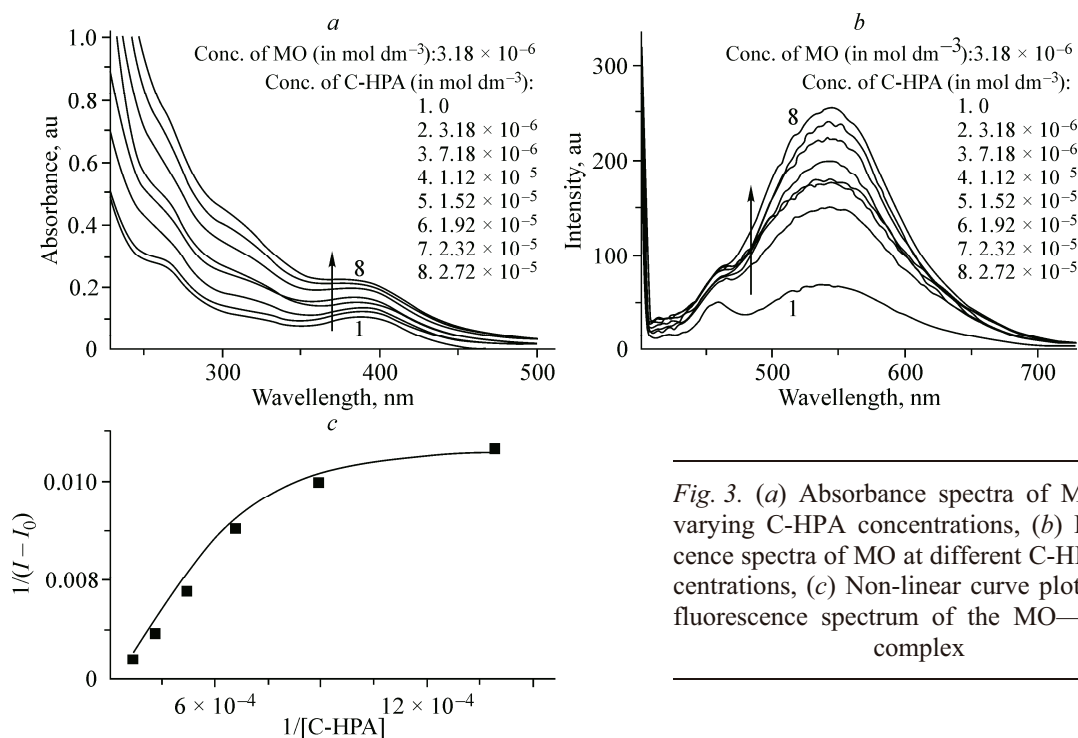 a
1.0
0.8
0.6
0.4
0.2
0
Absorbance, au
Conc. of MO (in mol dm⁻³):3.18 × 10⁻⁶
Conc. of C-HPA (in mol dm⁻³):
1. 0
2. 3.18 × 10⁻⁶
3. 7.18 × 10⁻⁶
4. 1.12 × 10⁻⁵
5. 1.52 × 10⁻⁵
6. 1.92 × 10⁻⁵
7. 2.32 × 10⁻⁵
8. 2.72 × 10⁻⁵
8
1
300 400 500
Wavellength, nm
b
300
200
100
0
Intensity, au
Conc. of MO (in mol dm⁻³):3.18 × 10⁻⁶
Conc. of C-HPA (in mol dm⁻³):
1. 0
2. 3.18 × 10⁻⁶
3. 7.18 × 10⁻⁶
4. 1.12 × 10⁻⁵
5. 1.52 × 10⁻⁵
6. 1.92 × 10⁻⁵
7. 2.32 × 10⁻⁵
8. 2.72 × 10⁻⁵
8
1
500 600 700
Wavellength, nm
c
0.010
0.008
0
1/(I – I₀)
6 × 10⁻⁴ 12 × 10⁻⁴
1/[C-HPA]
Fig. 3. (a) Absorbance spectra of
varying C-HPA concentrations, (b)
cence spectra of MO at different
centrations, (c) Non-linear curve plot
fluorescence spectrum of the MO—
complex